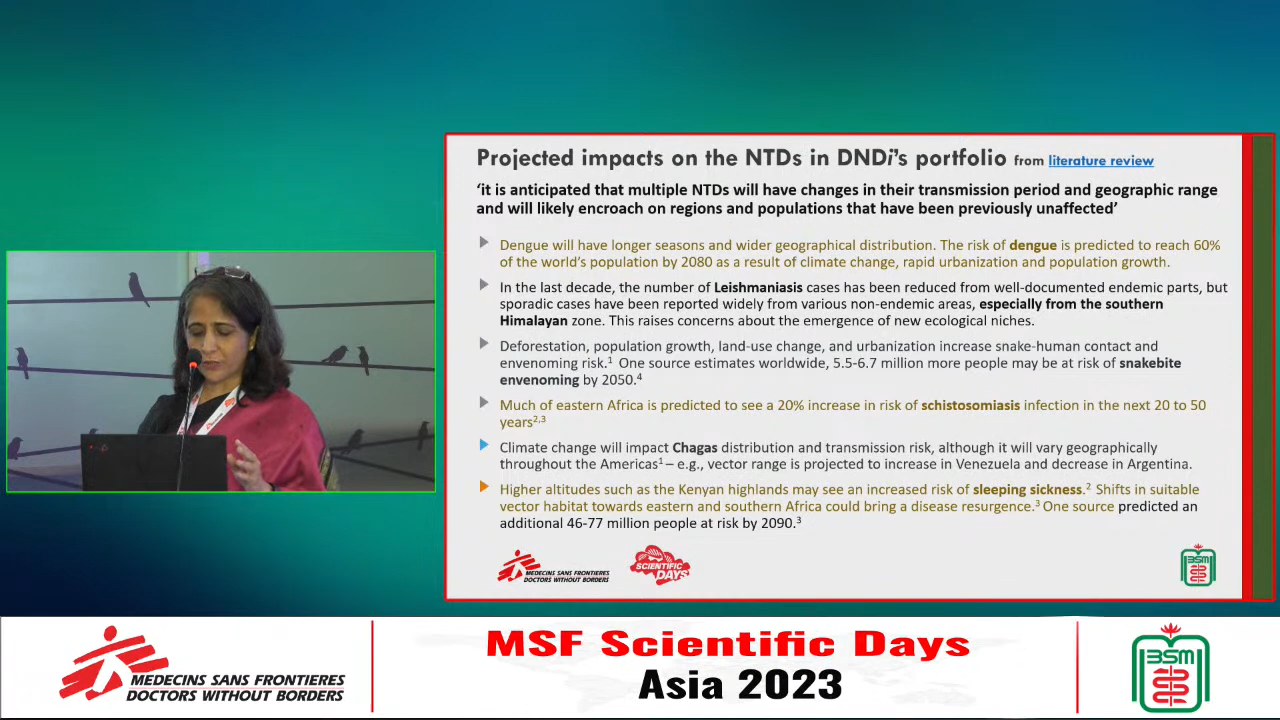 Projected impacts on the NTDs in DNDi's portfolio from literature review
'it is anticipated that multiple NTDs will have changes in their transmission period and geographic range
and will likely encroach on regions and populations that have been previously unaffected'
Dengue will have longer seasons and wider geographical distribution. The risk of dengue is predicted to reach 60%
of the world's population by 2080 as a result of climate change, rapid urbanization and population growth.
In the last decade, the number of Leishmaniasis cases has been reduced from well-documented endemic parts, but
sporadic cases have been reported widely from various non-endemic areas, especially from the southern
Himalayan zone. This raises concerns about the emergence of new ecological niches.
Deforestation, population growth, land-use change, and urbanization increase snake-human contact and
envenoming risk.¹ One source estimates worldwide, 5.5-6.7 million more people may be at risk of snakebite
envenoming by 2050.⁴
Much of eastern Africa is predicted to see a 20% increase in risk of schistosomiasis infection in the next 20 to 50
years²,³
Climate change will impact Chagas distribution and transmission risk, although it will vary geographically
throughout the Americas¹ – e.g., vector range is projected to increase in Venezuela and decrease in Argentina.
Higher altitudes such as the Kenyan highlands may see an increased risk of sleeping sickness.² Shifts in suitable
vector habitat towards eastern and southern Africa could bring a disease resurgence.³ One source predicted an
additional 46-77 million people at risk by 2090.³
MEDECINS SANS FRONTIERES
DOCTORS WITHOUT BORDERS
SCIENTIFIC
DAYS
BSM
MEDECINS SANS FRONTIERES
DOCTORS WITHOUT BORDERS
MSF Scientific Days
Asia 2023
BSM